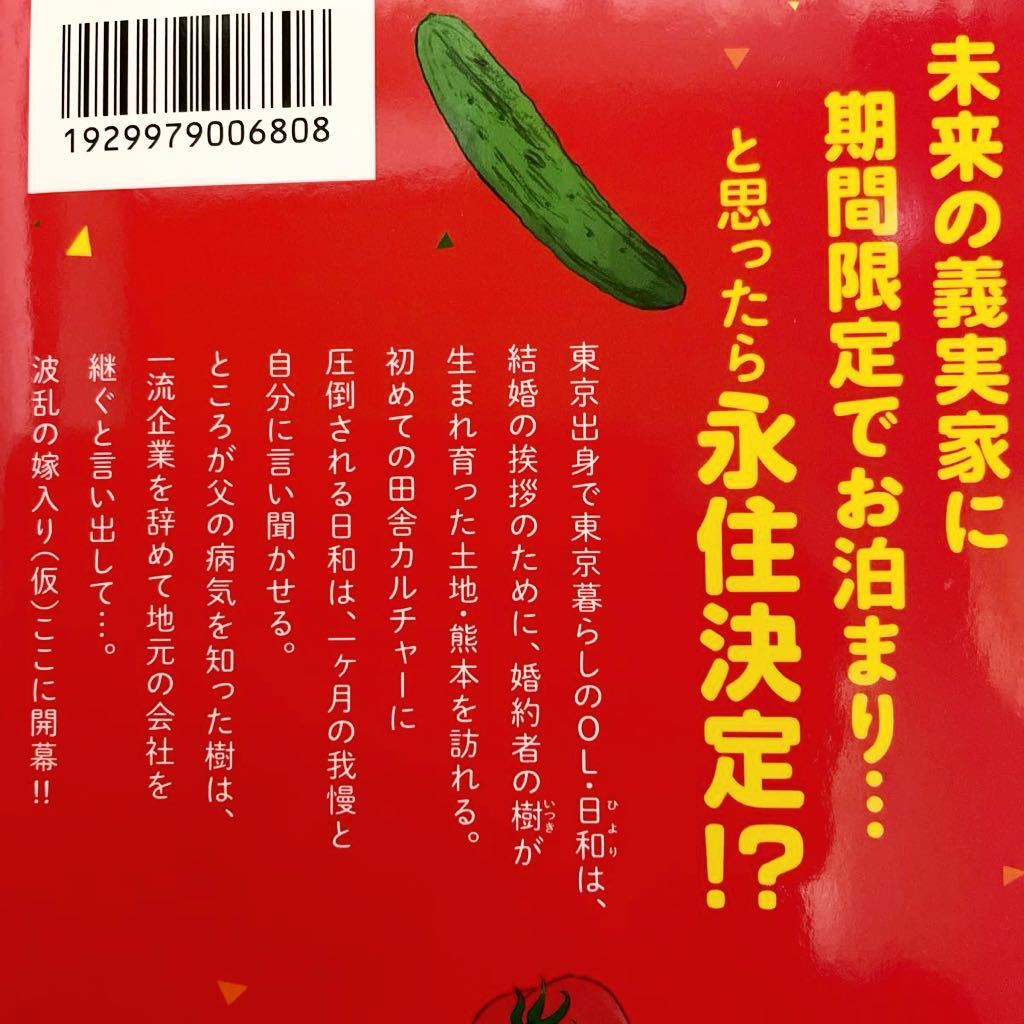 未来の義実家に
期間限定でお泊まり…
と思ったら永住決定!?
東京出身で東京暮らしのOL・日和は、
ひより
結婚の挨拶のために、婚約者の樹が
いつき
生まれ育った土地・熊本を訪れる。
初めての田舎カルチャーに
圧倒される日和は、一ヶ月の我慢と
自分に言い聞かせる。
ところが父の病気を知った樹は、
一流企業を辞めて地元の会社を
継ぐと言い出して…。
波乱の嫁入り(仮)ここに開幕!!
1929979006808